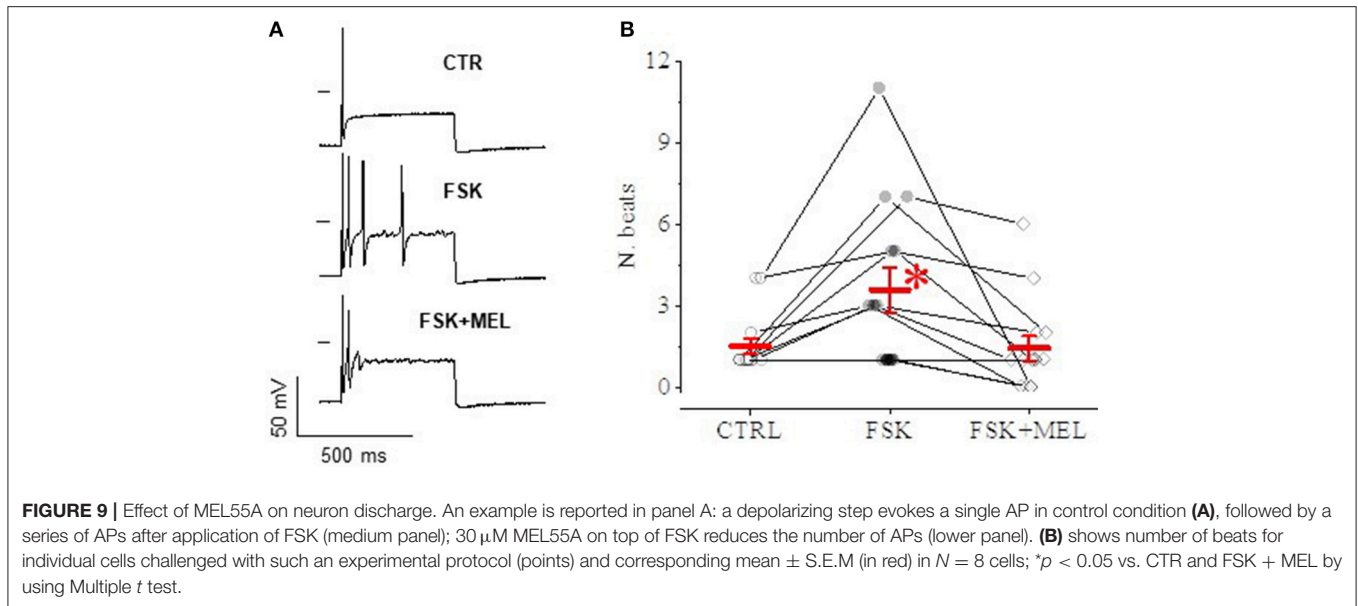 A
CTR
FSK
FSK+MEL
50 mV
500 ms
B
12
9
6
3
0
N. beats
*
CTRL FSK FSK+MEL
FIGURE 9 | Effect of MEL55A on neuron discharge. An example is reported in panel A: a depolarizing step evokes a single AP in control condition (A), followed by a
series of APs after application of FSK (medium panel); 30 μM MEL55A on top of FSK reduces the number of APs (lower panel). (B) shows number of beats for
individual cells challenged with such an experimental protocol (points) and corresponding mean ± S.E.M (in red) in N = 8 cells; *p < 0.05 vs. CTR and FSK + MEL by
using Multiple t test.